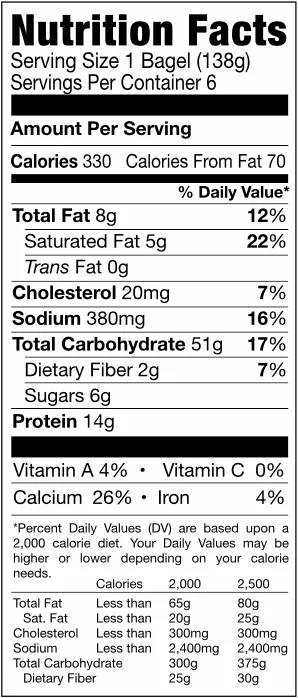 Nutrition Facts
Serving Size 1 Bagel (138g)
Servings Per Container 6
Amount Per Serving
Calories 330 Calories From Fat 70
% Daily Value*
Total Fat 8g 12%
Saturated Fat 5g 22%
Trans Fat 0g
Cholesterol 20mg 7%
Sodium 380mg 16%
Total Carbohydrate 51g 17%
Dietary Fiber 2g 7%
Sugars 6g
Protein 14g
Vitamin A 4% • Vitamin C 0%
Calcium 26% • Iron 4%
*Percent Daily Values (DV) are based upon a
2,000 calorie diet. Your Daily Values may be
higher or lower depending on your calorie
needs.
Calories 2,000 2,500
Total Fat Less than 65g 80g
Sat. Fat Less than 20g 25g
Cholesterol Less than 300mg 300mg
Sodium Less than 2,400mg 2,400mg
Total Carbohydrate 300g 375g
Dietary Fiber 25g 30g